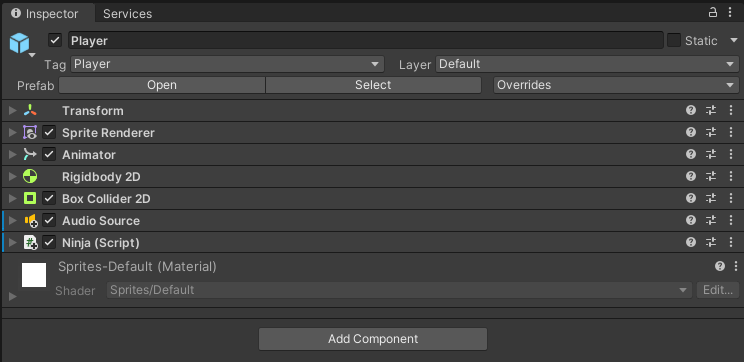 Inspector Services
Player Static
Tag Player Layer Default
Prefab Open Select Overrides
Transform
Sprite Renderer
Animator
Rigidbody 2D
Box Collider 2D
Audio Source
# Ninja (Script)
Sprites-Default (Material)
Shader Sprites/Default Edit...
Add Component